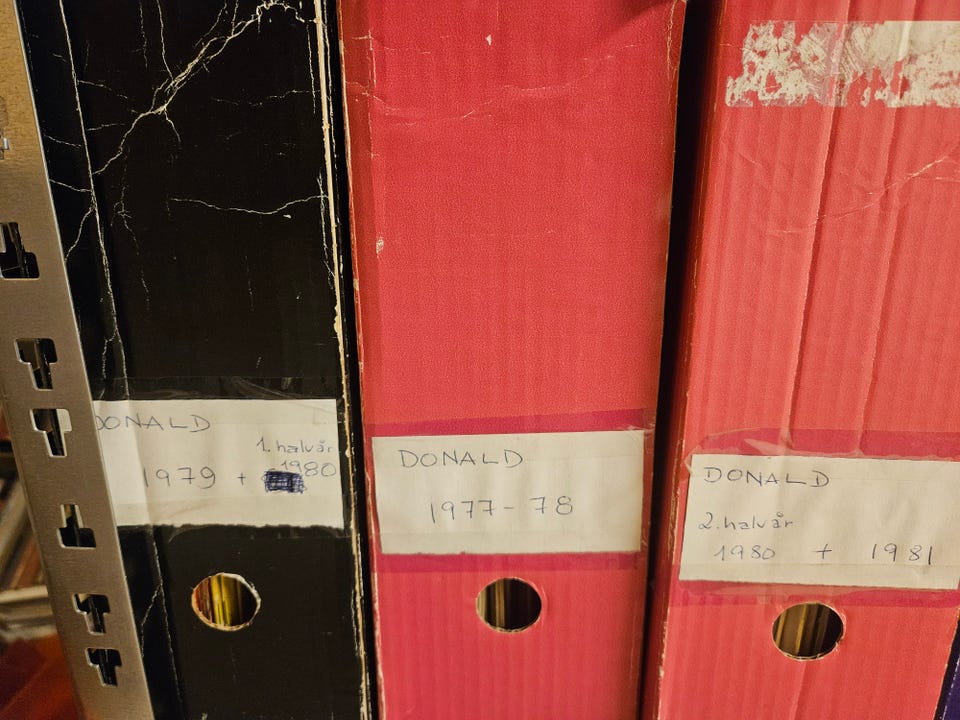 DONALD
1. halvår
1979 + 1980
DONALD
1977-78
DONALD
2. halvår
1980 + 1981